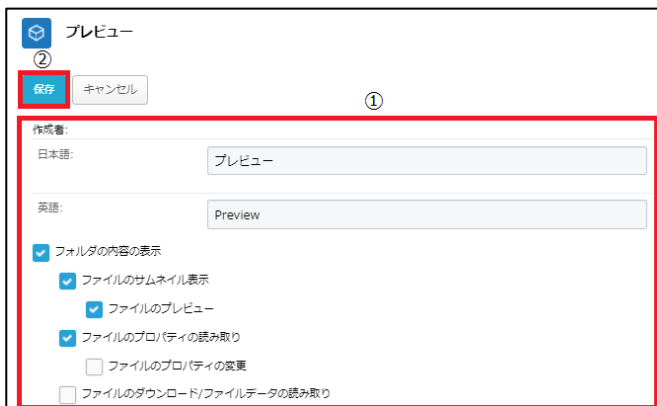 プレビュー
②
保存 キャンセル
①
作成者:
日本語: プレビュー
英語: Preview
フォルダの内容の表示
ファイルのサムネイル表示
ファイルのプレビュー
ファイルのプロパティの読み取り
ファイルのプロパティの変更
ファイルのダウンロード/ファイルデータの読み取り